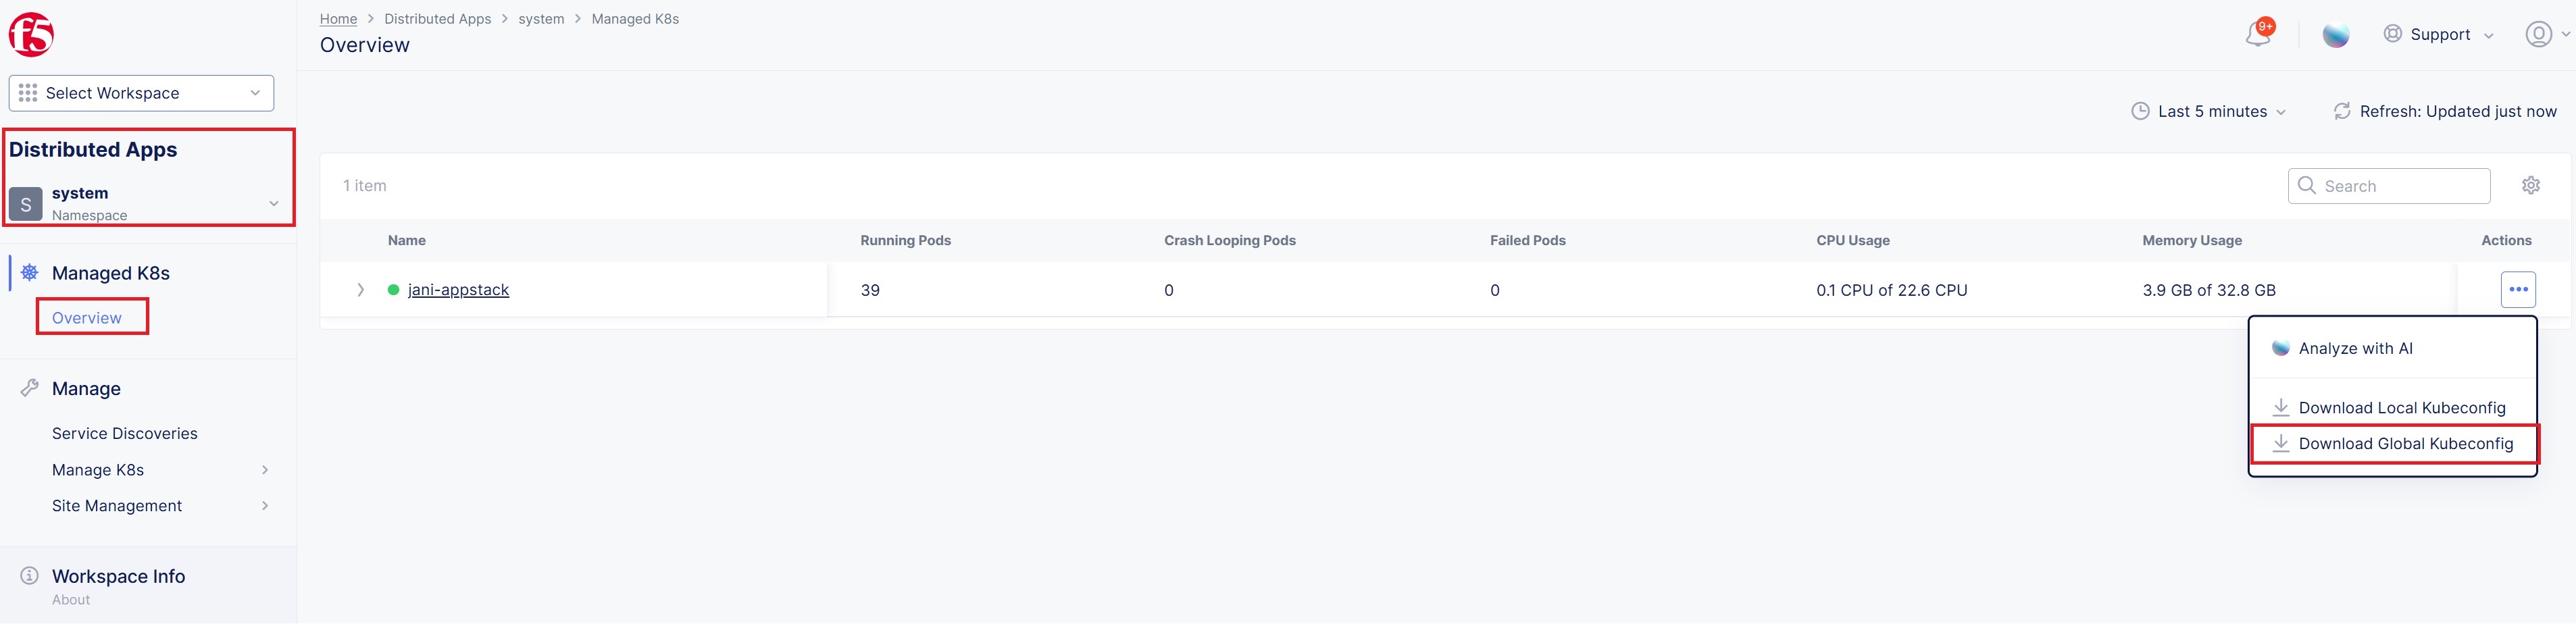 f5
Select Workspace
Distributed Apps
S
system
Namespace
Managed K8s
Overview
Manage
Service Discoveries
Manage K8s
Site Management
Workspace Info
About
Home > Distributed Apps > system > Managed K8s
Overview
9+
Support
Last 5 minutes
Refresh: Updated just now
1 item
Search
Name Running Pods Crash Looping Pods Failed Pods CPU Usage Memory Usage Actions
jani-appstack 39 0 0 0.1 CPU of 22.6 CPU 3.9 GB of 32.8 GB
Analyze with AI
Download Local Kubeconfig
Download Global Kubeconfig